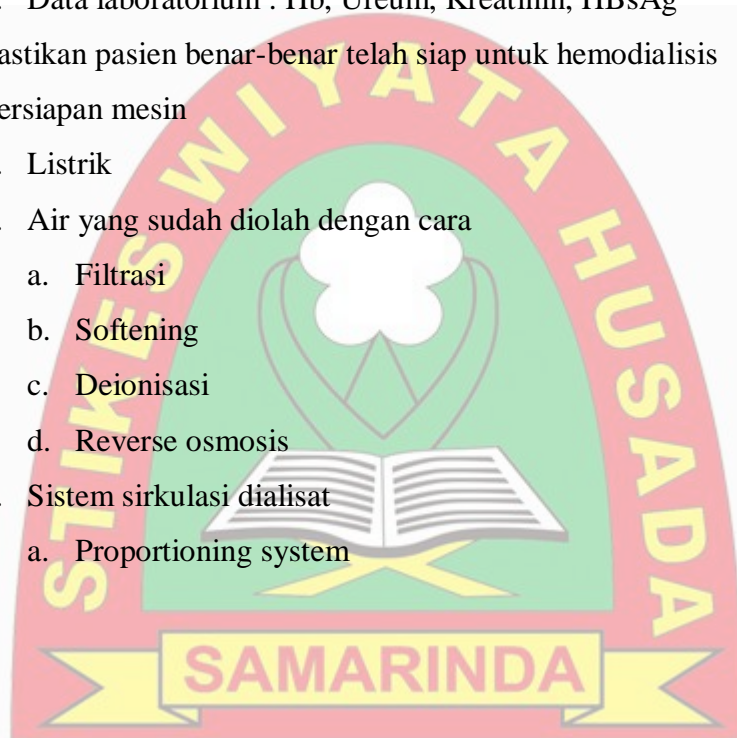 . Data laboratorium : Hb, Ureum, Kreatinin, HBsAg
astikan pasien benar-benar telah siap untuk hemodialisis
ersiapan mesin
. Listrik
. Air yang sudah diolah dengan cara
a. Filtrasi
b. Softening
c. Deionisasi
d. Reverse osmosis
. Sistem sirkulasi dialisat
a. Proportioning system
STIKES WIYATA HUSADA
SAMARINDA